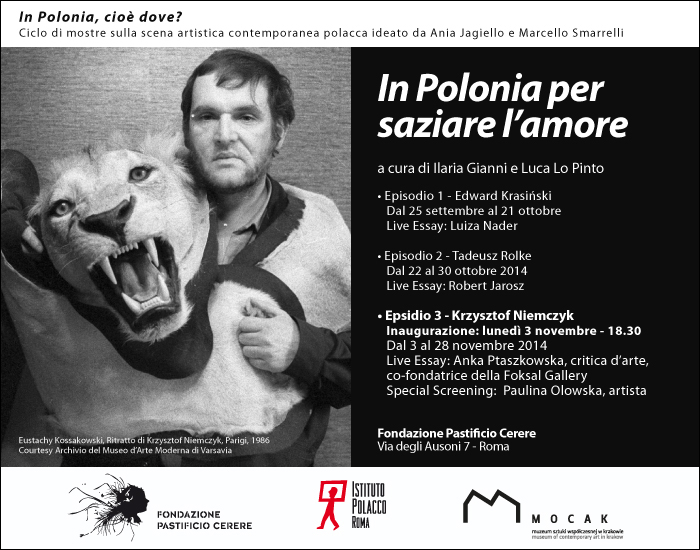 In Polonia, cioè dove?
Ciclo di mostre sulla scena artistica contemporanea polacca ideato da Ania Jagiello e Marcello Smarrelli
In Polonia per
saziare l'amore
a cura di Ilaria Gianni e Luca Lo Pinto
• Episodio 1 - Edward Krasiński
Dal 25 settembre al 21 ottobre
Live Essay: Luiza Nader
• Episodio 2 - Tadeusz Rolke
Dal 22 al 30 ottobre 2014
Live Essay: Robert Jarosz
• Epsidio 3 - Krzysztof Niemczyk
Inaugurazione: lunedì 3 novembre - 18.30
Dal 3 al 28 novembre 2014
Live Essay: Anka Ptaszkowska, critica d'arte,
co-fondatrice della Foksal Gallery
Special Screening: Paulina Olowska, artista
Fondazione Pastificio Cerere
Via degli Ausoni 7 - Roma
Eustachy Kossakowski, Ritratto di Krzysztof Niemczyk, Parigi, 1986
Courtesy Archivio del Museo d'Arte Moderna di Varsavia
FONDAZIONE
PASTIFICIO CERERE
ISTITUTO
POLACCO
ROMA
MOCAK
muzeum sztuki współczesnej w krakowie
museum of contemporary art in krakow